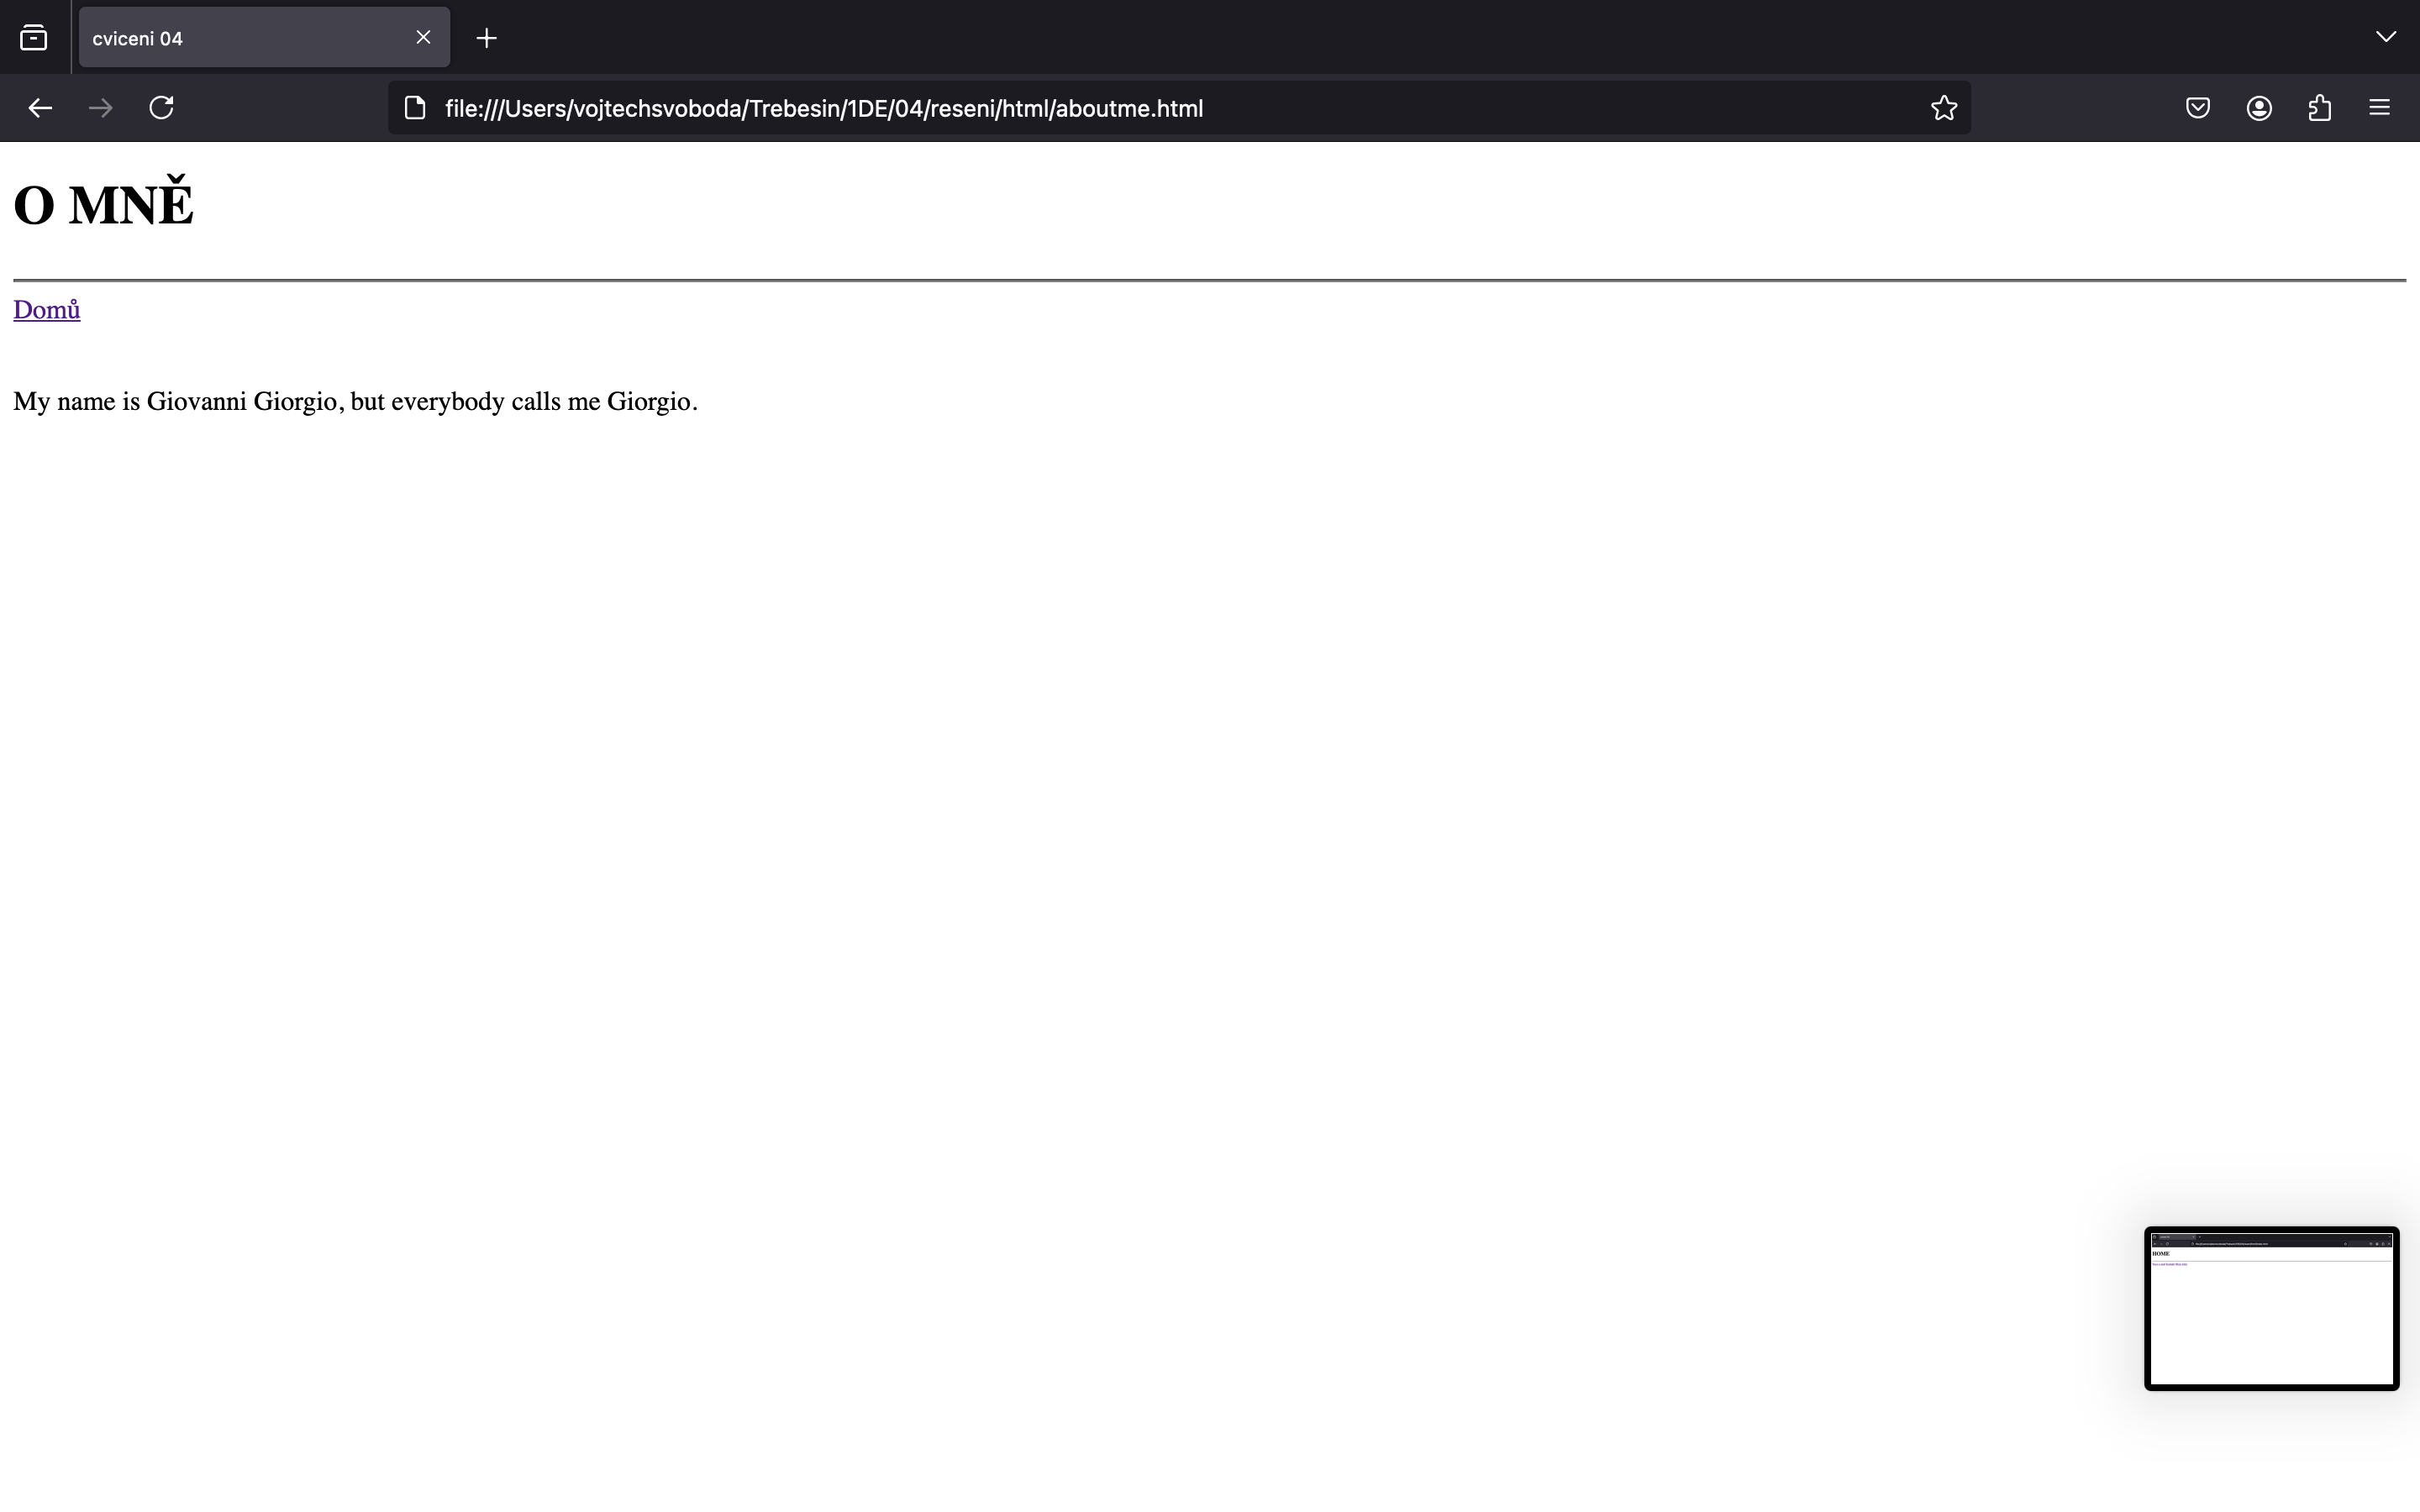 cviceni 04
file:///Users/vojtechsvoboda/Trebesin/1DE/04/reseni/html/aboutme.html
O MNĚ
Domů
My name is Giovanni Giorgio, but everybody calls me Giorgio.
HOME